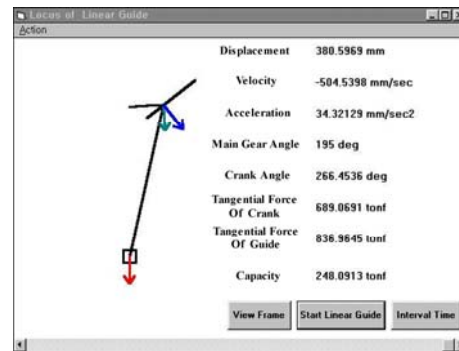 Locus of Linear Guide
Action
Displacement 380.5969 mm
Velocity -504.5398 mm/sec
Acceleration 34.32129 mm/sec2
Main Gear Angle 195 deg
Crank Angle 266.4536 deg
Tangential Force
Of Crank 689.0691 tonf
Tangential Force
Of Guide 836.9645 tonf
Capacity 248.0913 tonf
View Frame Start Linear Guide Interval Time